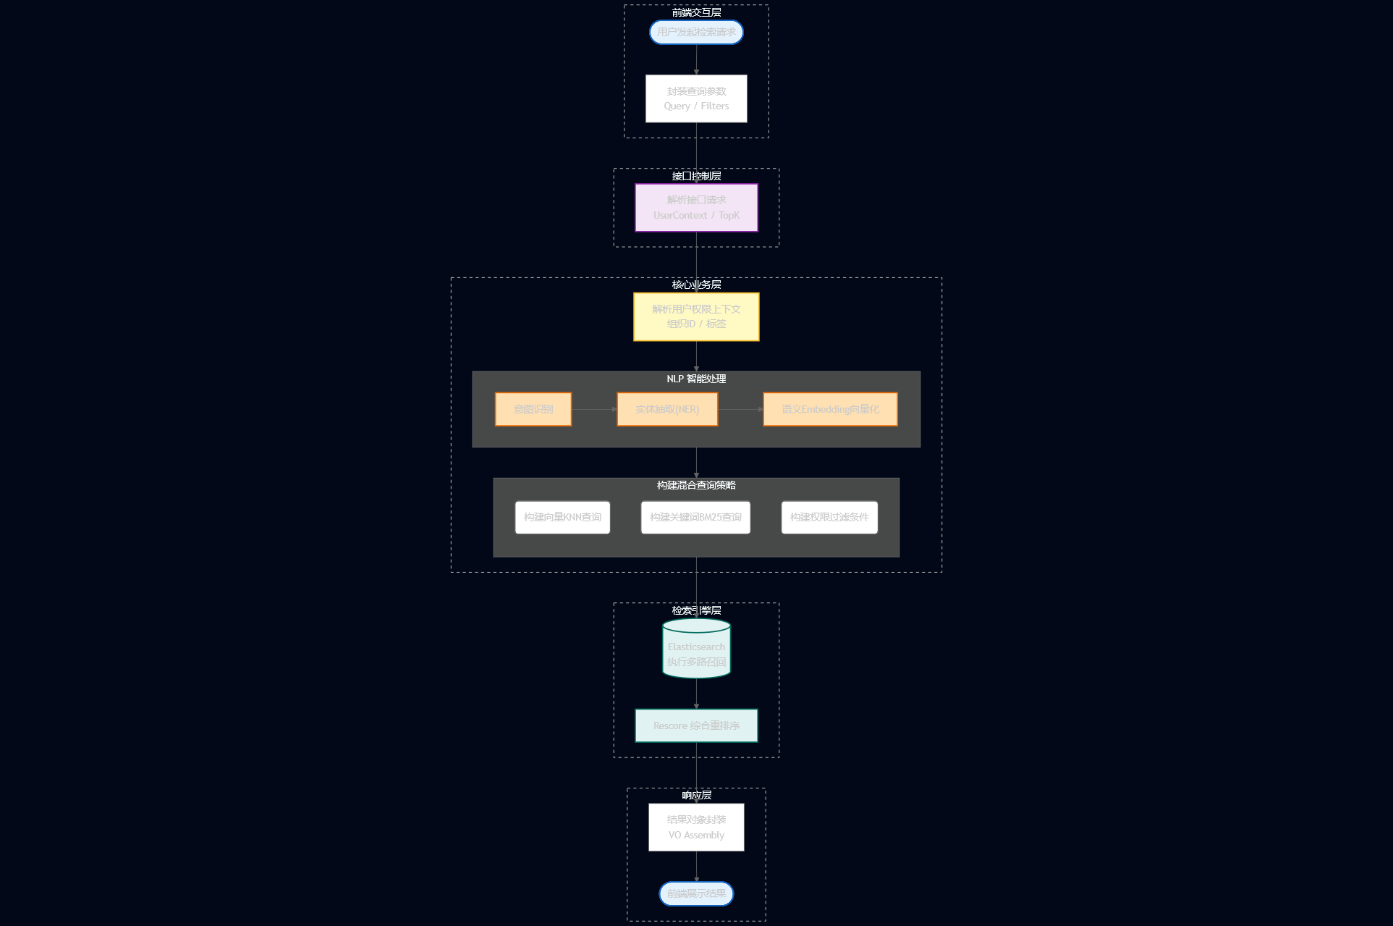 前端交互层
用户发起检索请求
封装查询参数
Query / Filters
接口控制层
解析接口请求
UserContext / TopK
核心业务层
解析用户权限上下文
组织ID / 标签
NLP 智能处理
意图识别
实体抽取(NER)
语义Embedding向量化
构建混合查询策略
构建向量KNN查询
构建关键词BM25查询
构建权限过滤条件
检索引擎层
Elasticsearch
执行多路召回
Rescore 综合重排序
响应层
结果对象封装
VO Assembly
前端展示结果